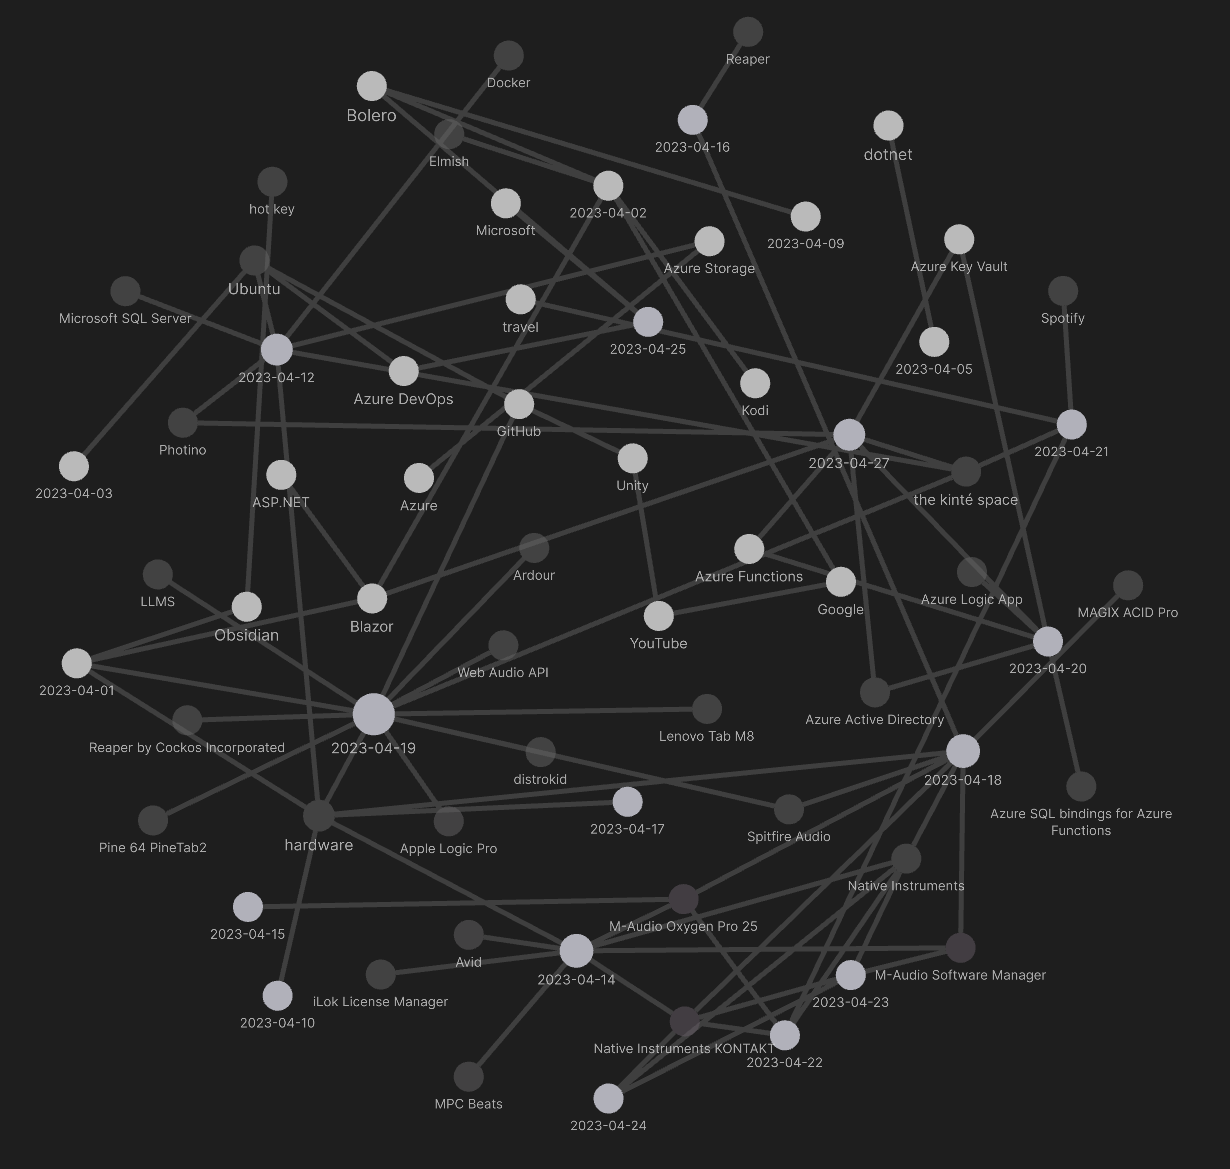 Reaper
Docker
Bolero
2023-04-16
dotnet
Elmish
hot key
2023-04-02
Microsoft
2023-04-09
Azure Storage
Azure Key Vault
Ubuntu
Microsoft SQL Server
Spotify
travel
2023-04-25
2023-04-05
2023-04-12
Azure DevOps
Kodi
GitHub
Photino
2023-04-21
2023-04-27
2023-04-03
Unity
ASP.NET
Azure
the kinté space
Ardour
Azure Functions
LLMS
Azure Logic App
Google
MAGIX ACID Pro
Blazor
Obsidian
YouTube
2023-04-20
Web Audio API
2023-04-01
Azure Active Directory
Lenovo Tab M8
Reaper by Cockos Incorporated
2023-04-19
distrokid
2023-04-18
Azure SQL bindings for Azure
Functions
2023-04-17
Spitfire Audio
Pine 64 PineTab2
hardware
Apple Logic Pro
Native Instruments
M-Audio Oxygen Pro 25
2023-04-15
Avid
2023-04-14
M-Audio Software Manager
iLok License Manager
2023-04-23
2023-04-10
Native Instruments KONTAKT
2023-04-22
MPC Beats
2023-04-24